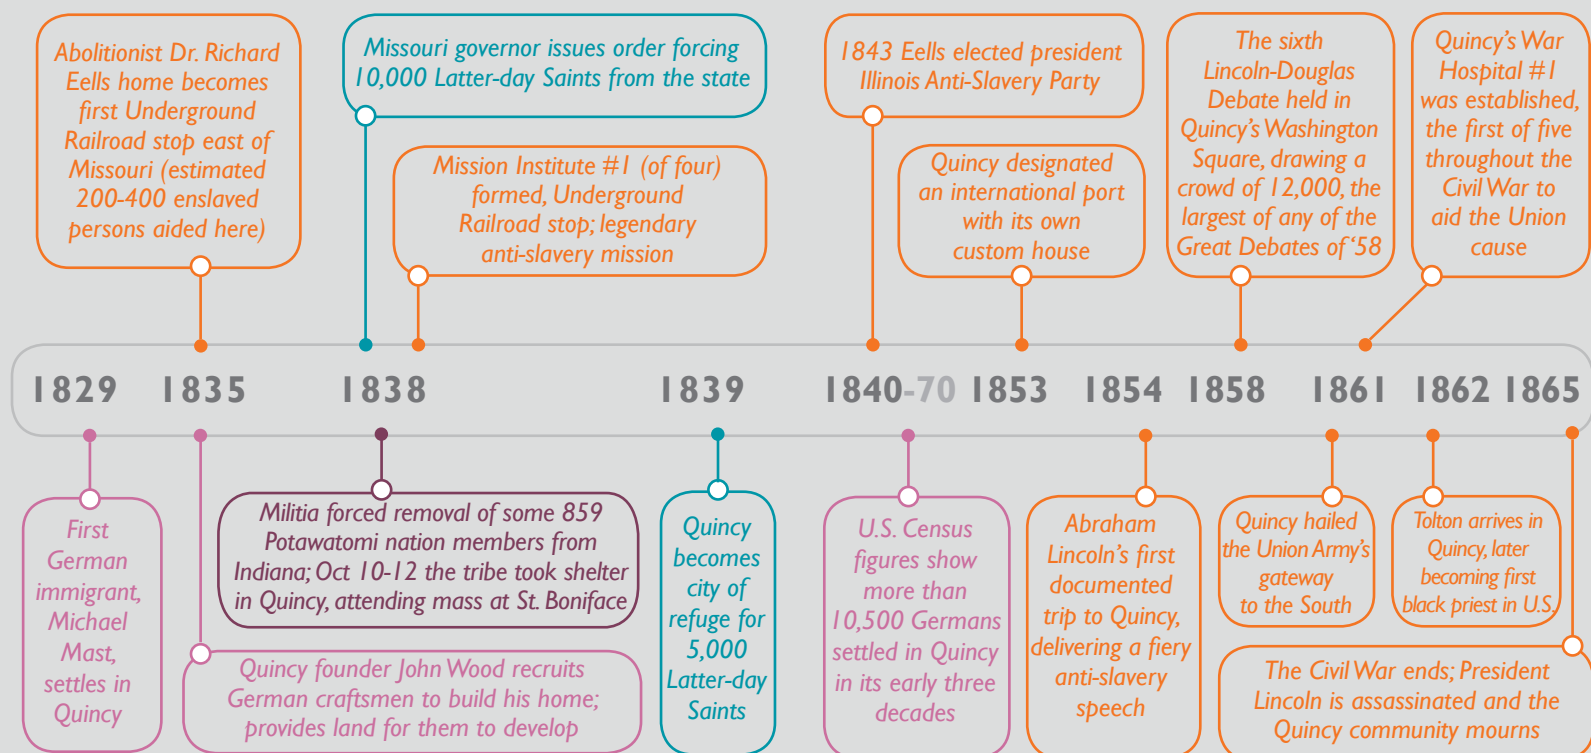 Abolitionist Dr. Richard
Eells home becomes
first Underground
Railroad stop east of
Missouri (estimated
200-400 enslaved
persons aided here)
Missouri governor issues order forcing
10,000 Latter-day Saints from the state
Mission Institute #1 (of four)
formed, Underground
Railroad stop; legendary
anti-slavery mission
1843 Eells elected president
Illinois Anti-Slavery Party
Quincy designated
an international port
with its own
custom house
The sixth
Lincoln-Douglas
Debate held in
Quincy's Washington
Square, drawing a
crowd of 12,000, the
largest of any of the
Great Debates of '58
Quincy's War
Hospital #1
was established,
the first of five
throughout the
Civil War to
aid the Union
cause
1829 1835 1838 1839 1840-70 1853 1854 1858 1861 1862 1865
First
German
immigrant,
Michael
Mast,
settles in
Quincy
Militia forced removal of some 859
Potawatomi nation members from
Indiana; Oct 10-12 the tribe took shelter
in Quincy, attending mass at St. Boniface
Quincy founder John Wood recruits
German craftsmen to build his home;
provides land for them to develop
Quincy
becomes
city of
refuge for
5,000
Latter-day
Saints
U.S. Census
figures show
more than
10,500 Germans
settled in Quincy
in its early three
decades
Abraham
Lincoln's first
documented
trip to Quincy,
delivering a fiery
anti-slavery
speech
Quincy hailed
the Union Army's
gateway
to the South
Tolton arrives in
Quincy, later
becoming first
black priest in U.S.
The Civil War ends; President
Lincoln is assassinated and the
Quincy community mourns